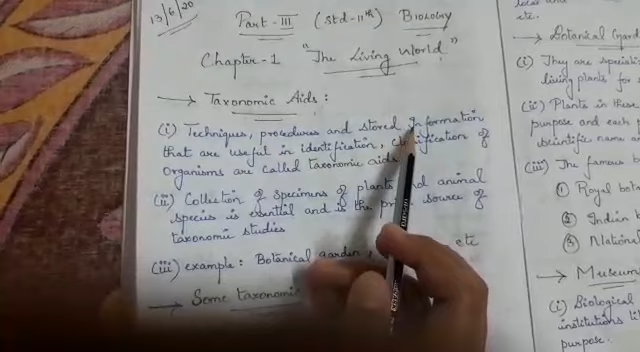 13/6/20
Part-III (std-11th) Biology
Chapter-1 "The Living World"
→ Taxonomic Aids:
(i) Techniques, procedures and stored information
that are useful in identification, classification of
Organisms are called taxonomic aids
(ii) Collection of specimens of plants and animal
species is essential and is the source of
taxonomic studies
(iii) example: Botanical garden, etc
→ Some taxonomic
etc.
→ Botanical
(i) They are
living plants for
(ii) Plants in these
purpose and each
scientific name
(iii) The famous
① Royal
② Indian
③ National
→ Museum
(i) Biological
institutions
purpose.